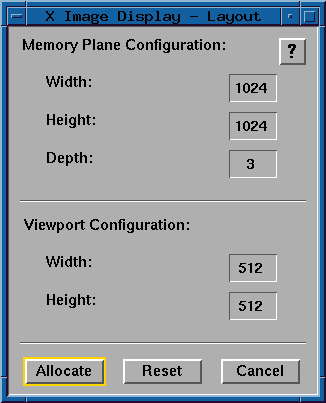 X Image Display - Layout
Memory Plane Configuration:
?
Width: 1024
Height: 1024
Depth: 3
Viewport Configuration:
Width: 512
Height: 512
Allocate Reset Cancel